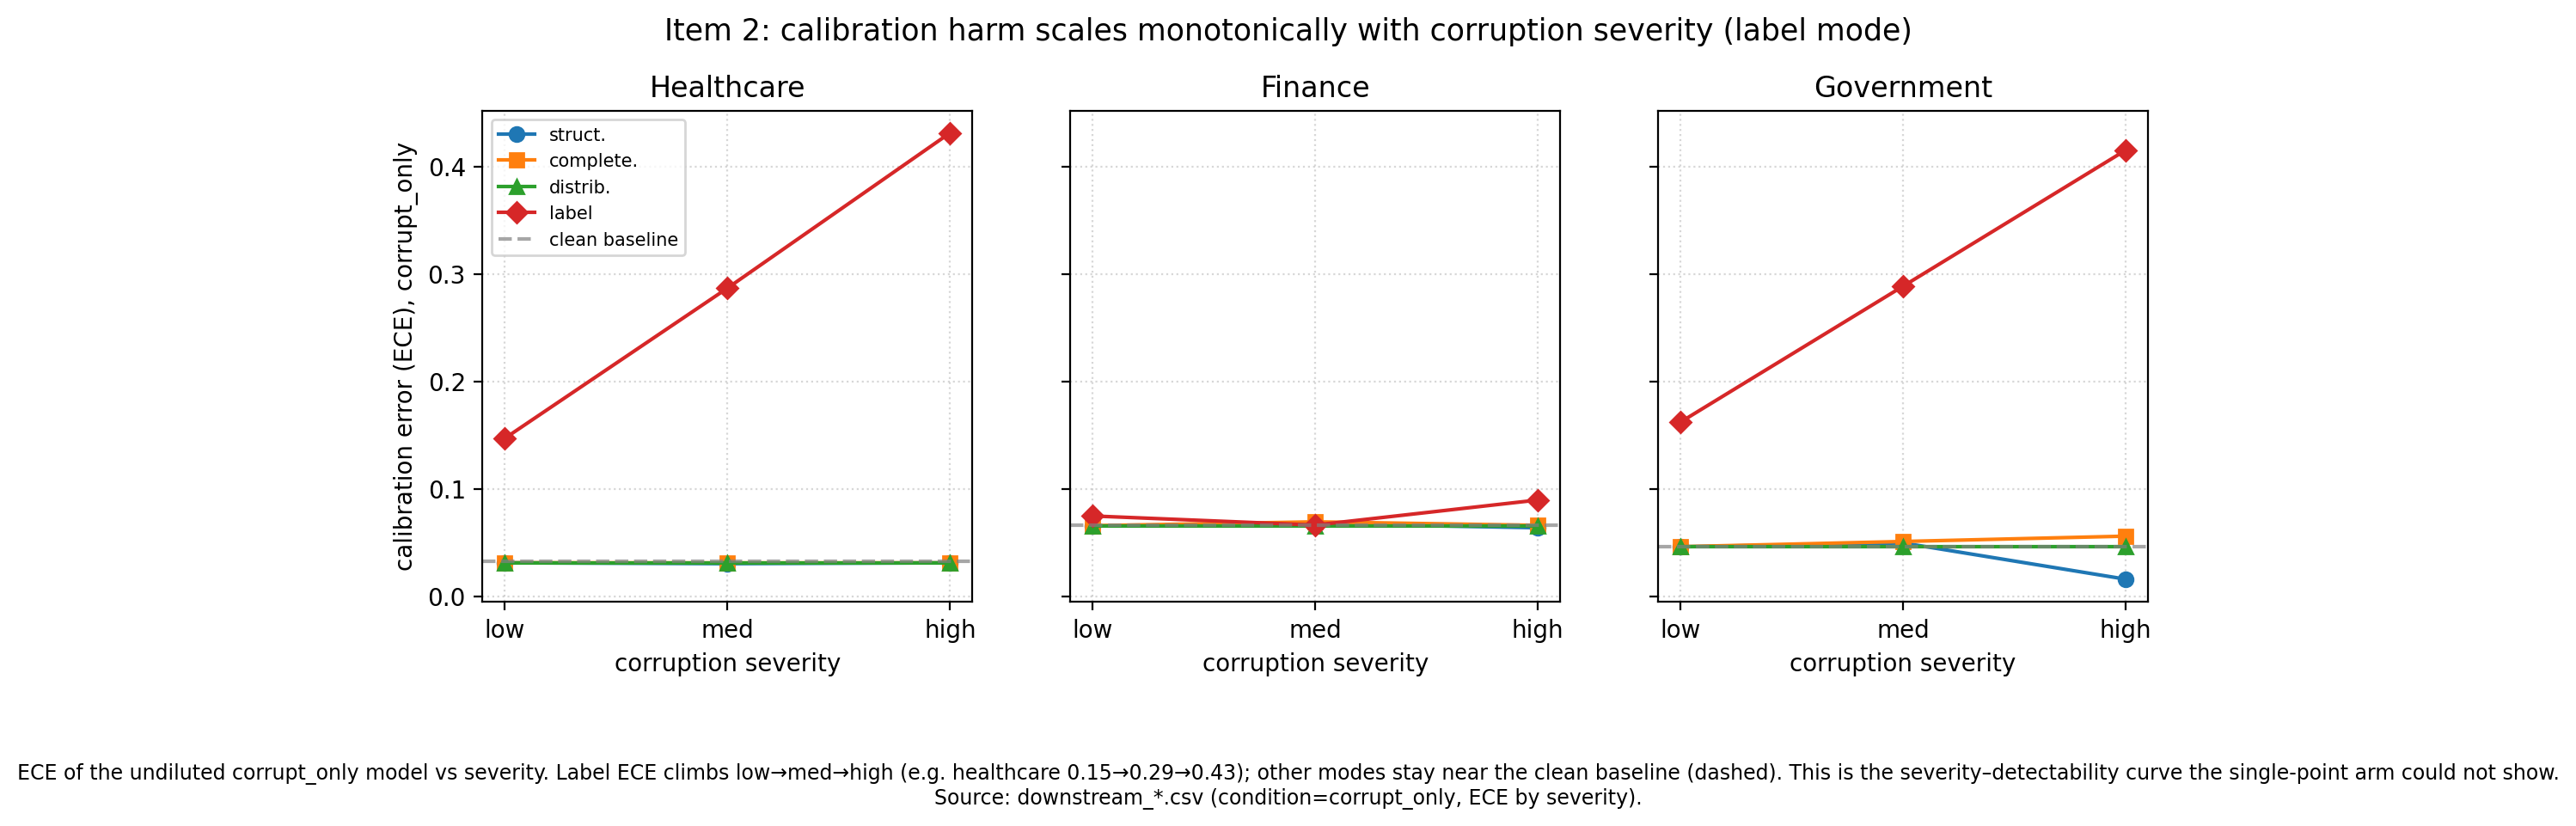 Item 2: calibration harm scales monotonically with corruption severity (label mode)
Healthcare
Finance
Government
calibration error (ECE), corrupt_only
0.4
0.3
0.2
0.1
0.0
struct.
complete.
distrib.
label
clean baseline
low med high
low med high
low med high
corruption severity
corruption severity
corruption severity
ECE of the undiluted corrupt_only model vs severity. Label ECE climbs low→med→high (e.g. healthcare 0.15→0.29→0.43); other modes stay near the clean baseline (dashed). This is the severity–detectability curve the single-point arm could not show.
Source: downstream_*.csv (condition=corrupt_only, ECE by severity).